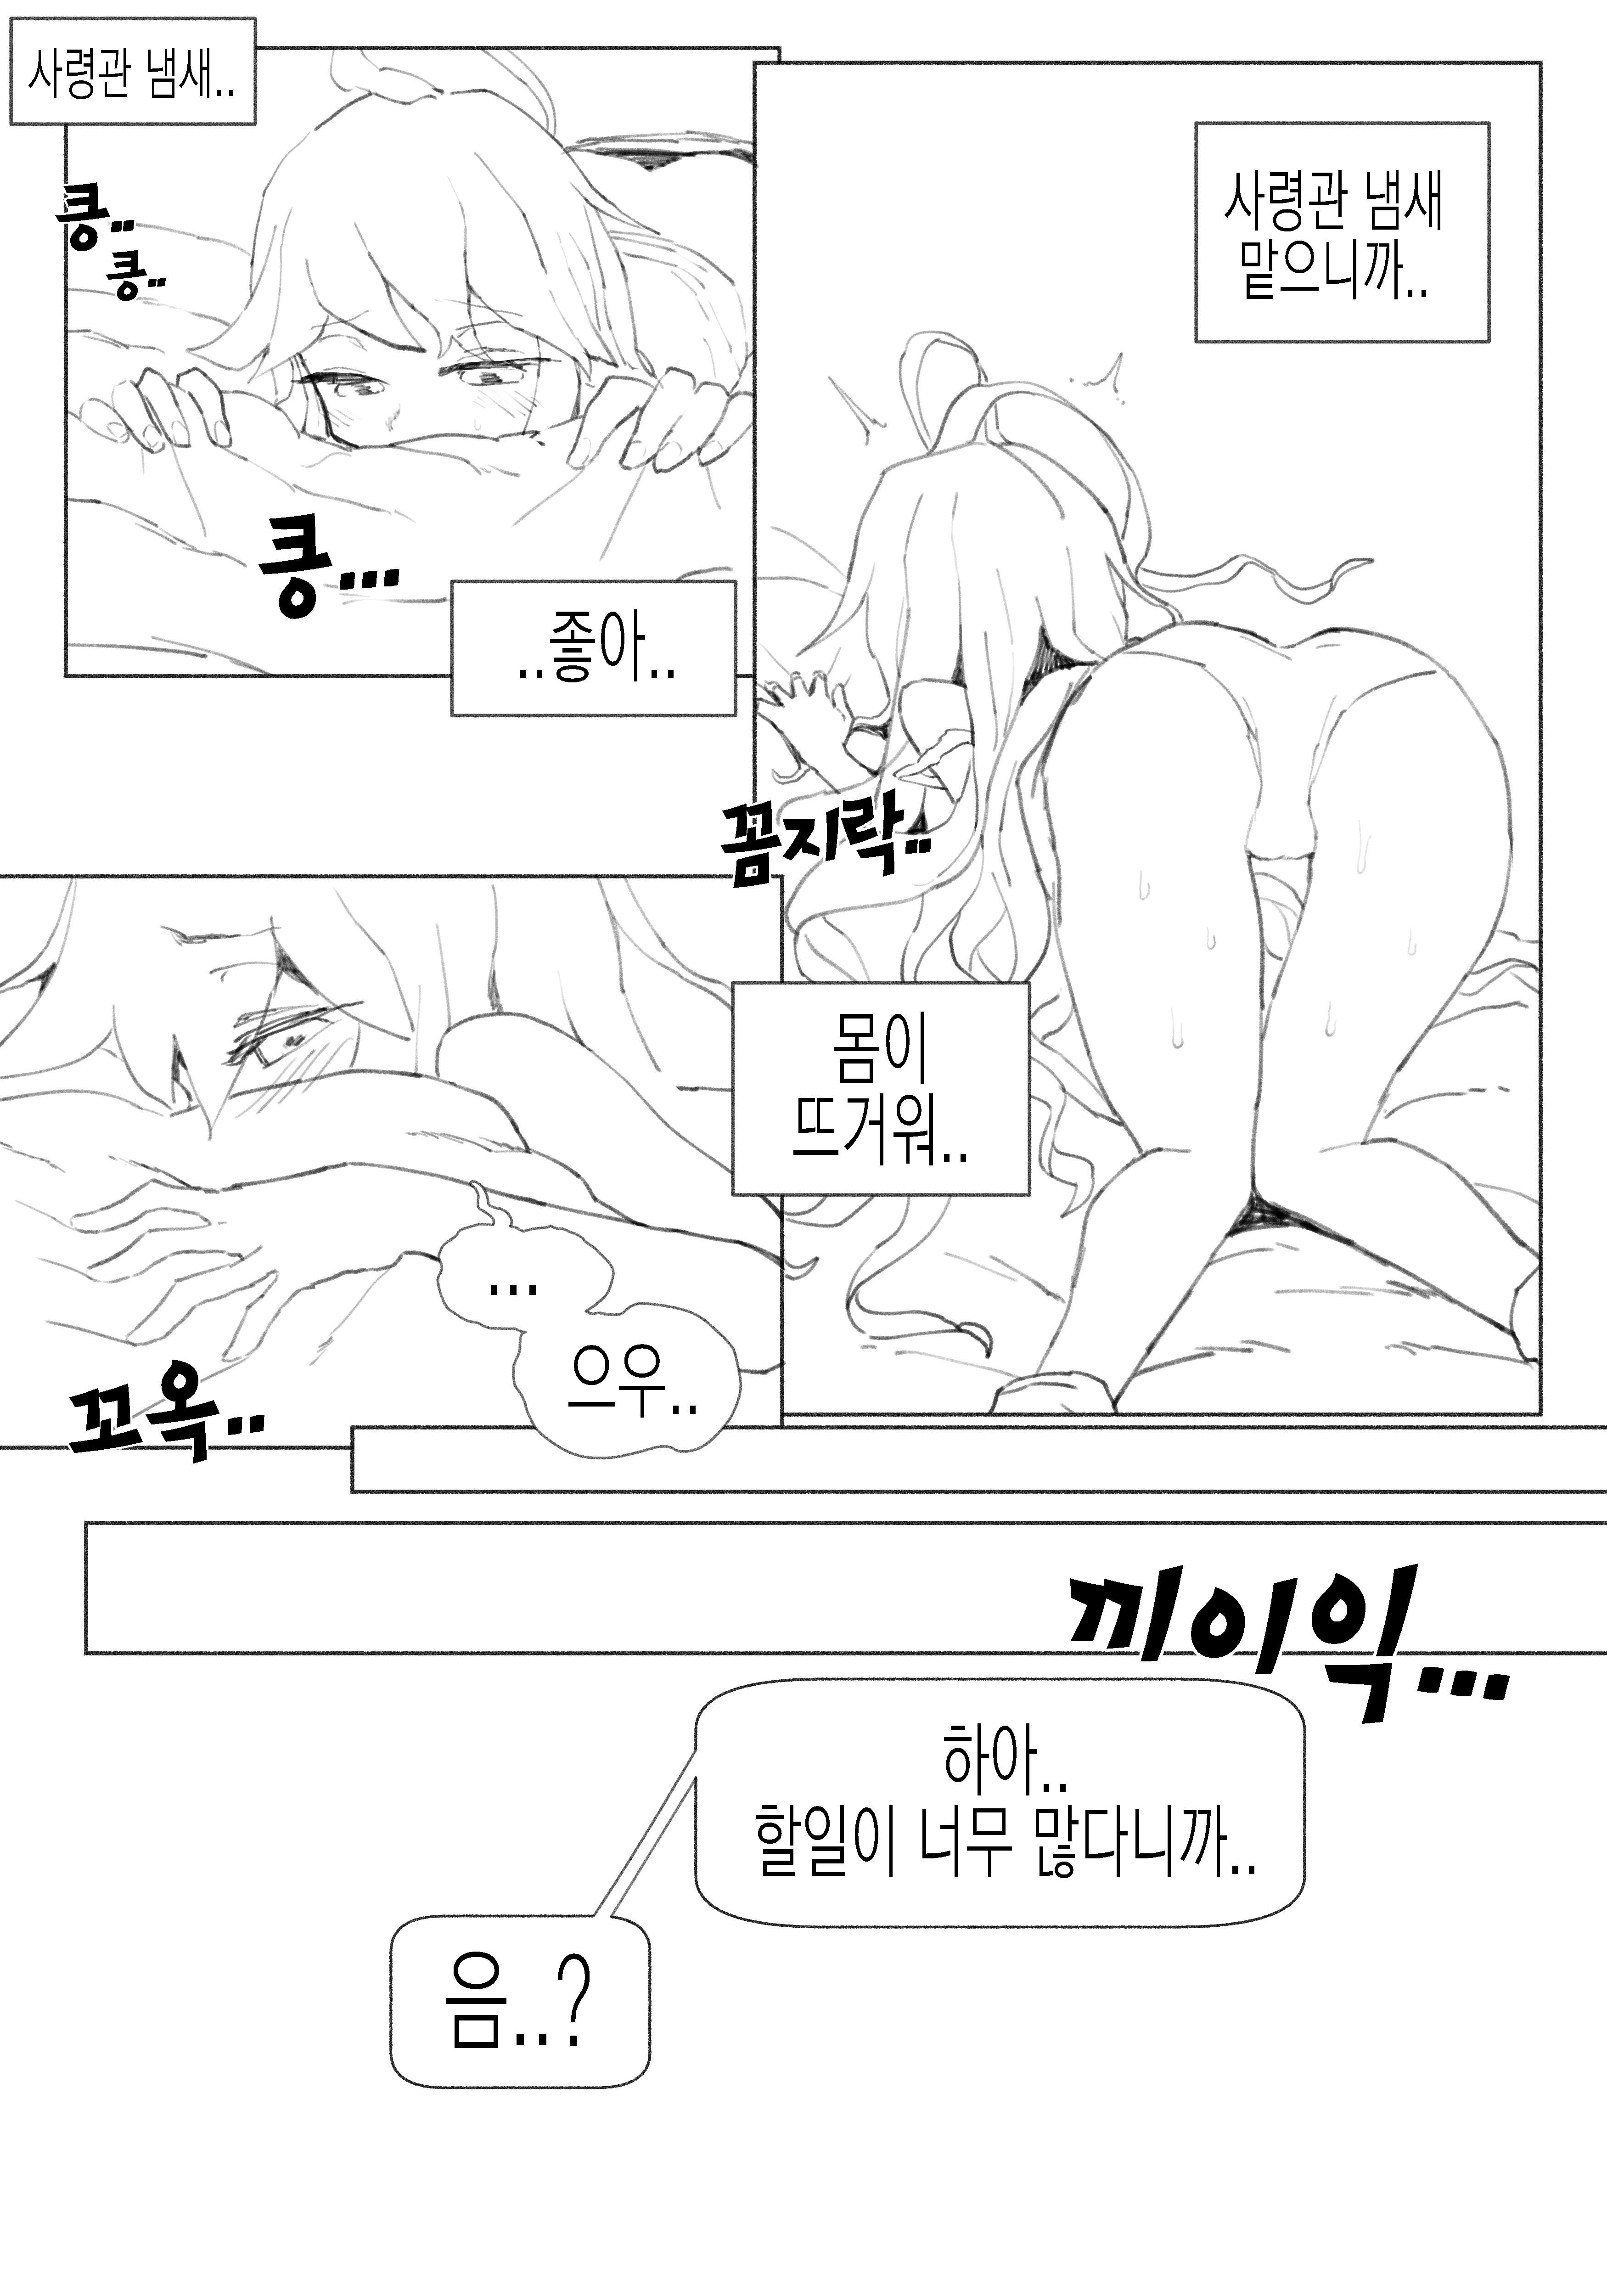 사령관 냄새..
킁..
킁..
킁...
..좋아..
사령관 냄새
맡으니까..
꼼지락..
몸이
뜨거워..
...
으우..
꼬옥..
끼이익...
하아..
할일이 너무 많다니까..
음..?